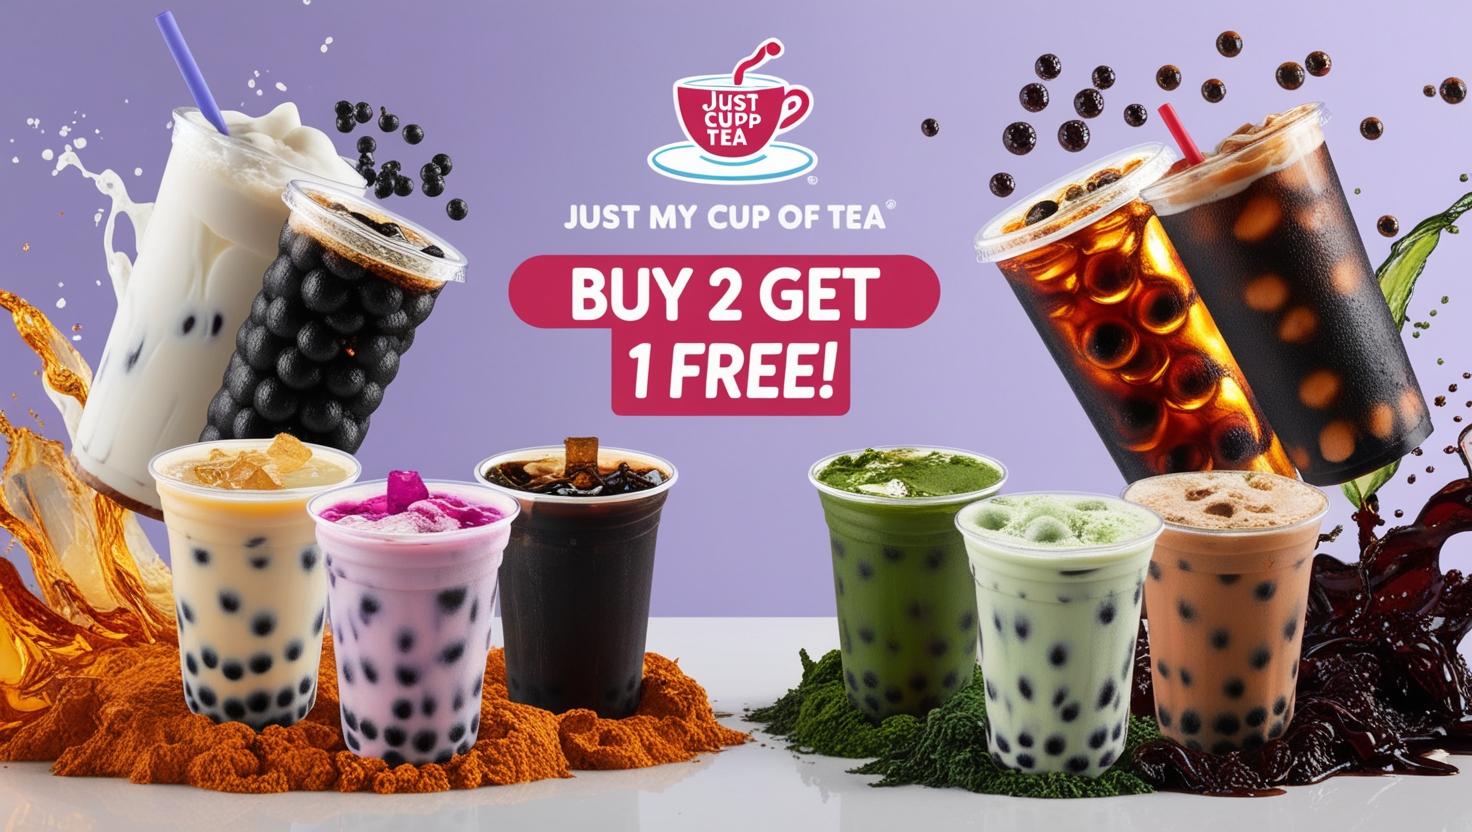 JUST
CUPP
TEA
®
JUST MY CUP OF TEA®
BUY 2 GET
1 FREE!